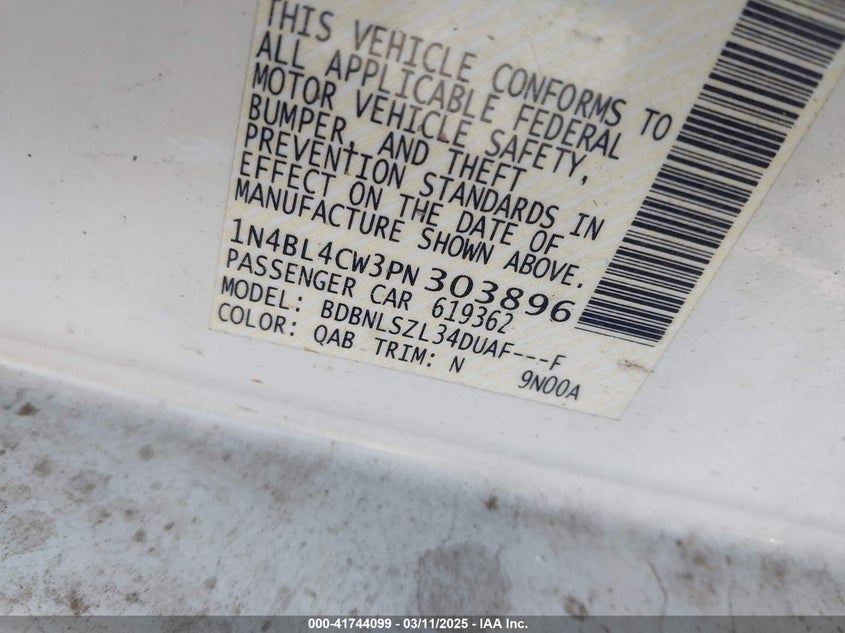 THIS VEHICLE CONFORMS TO
ALL APPLICABLE FEDERAL
MOTOR VEHICLE SAFETY,
BUMPER, AND THEFT
PREVENTION STANDARDS IN
EFFECT ON THE DATE OF
MANUFACTURE SHOWN ABOVE.
1N4BL4CW3PN303896
PASSENGER CAR 619362
MODEL: BDBNLSZL34DUAF---F
COLOR: QAB TRIM: N 9N00A
000-41744099 - 03/11/2025 - IAA Inc.